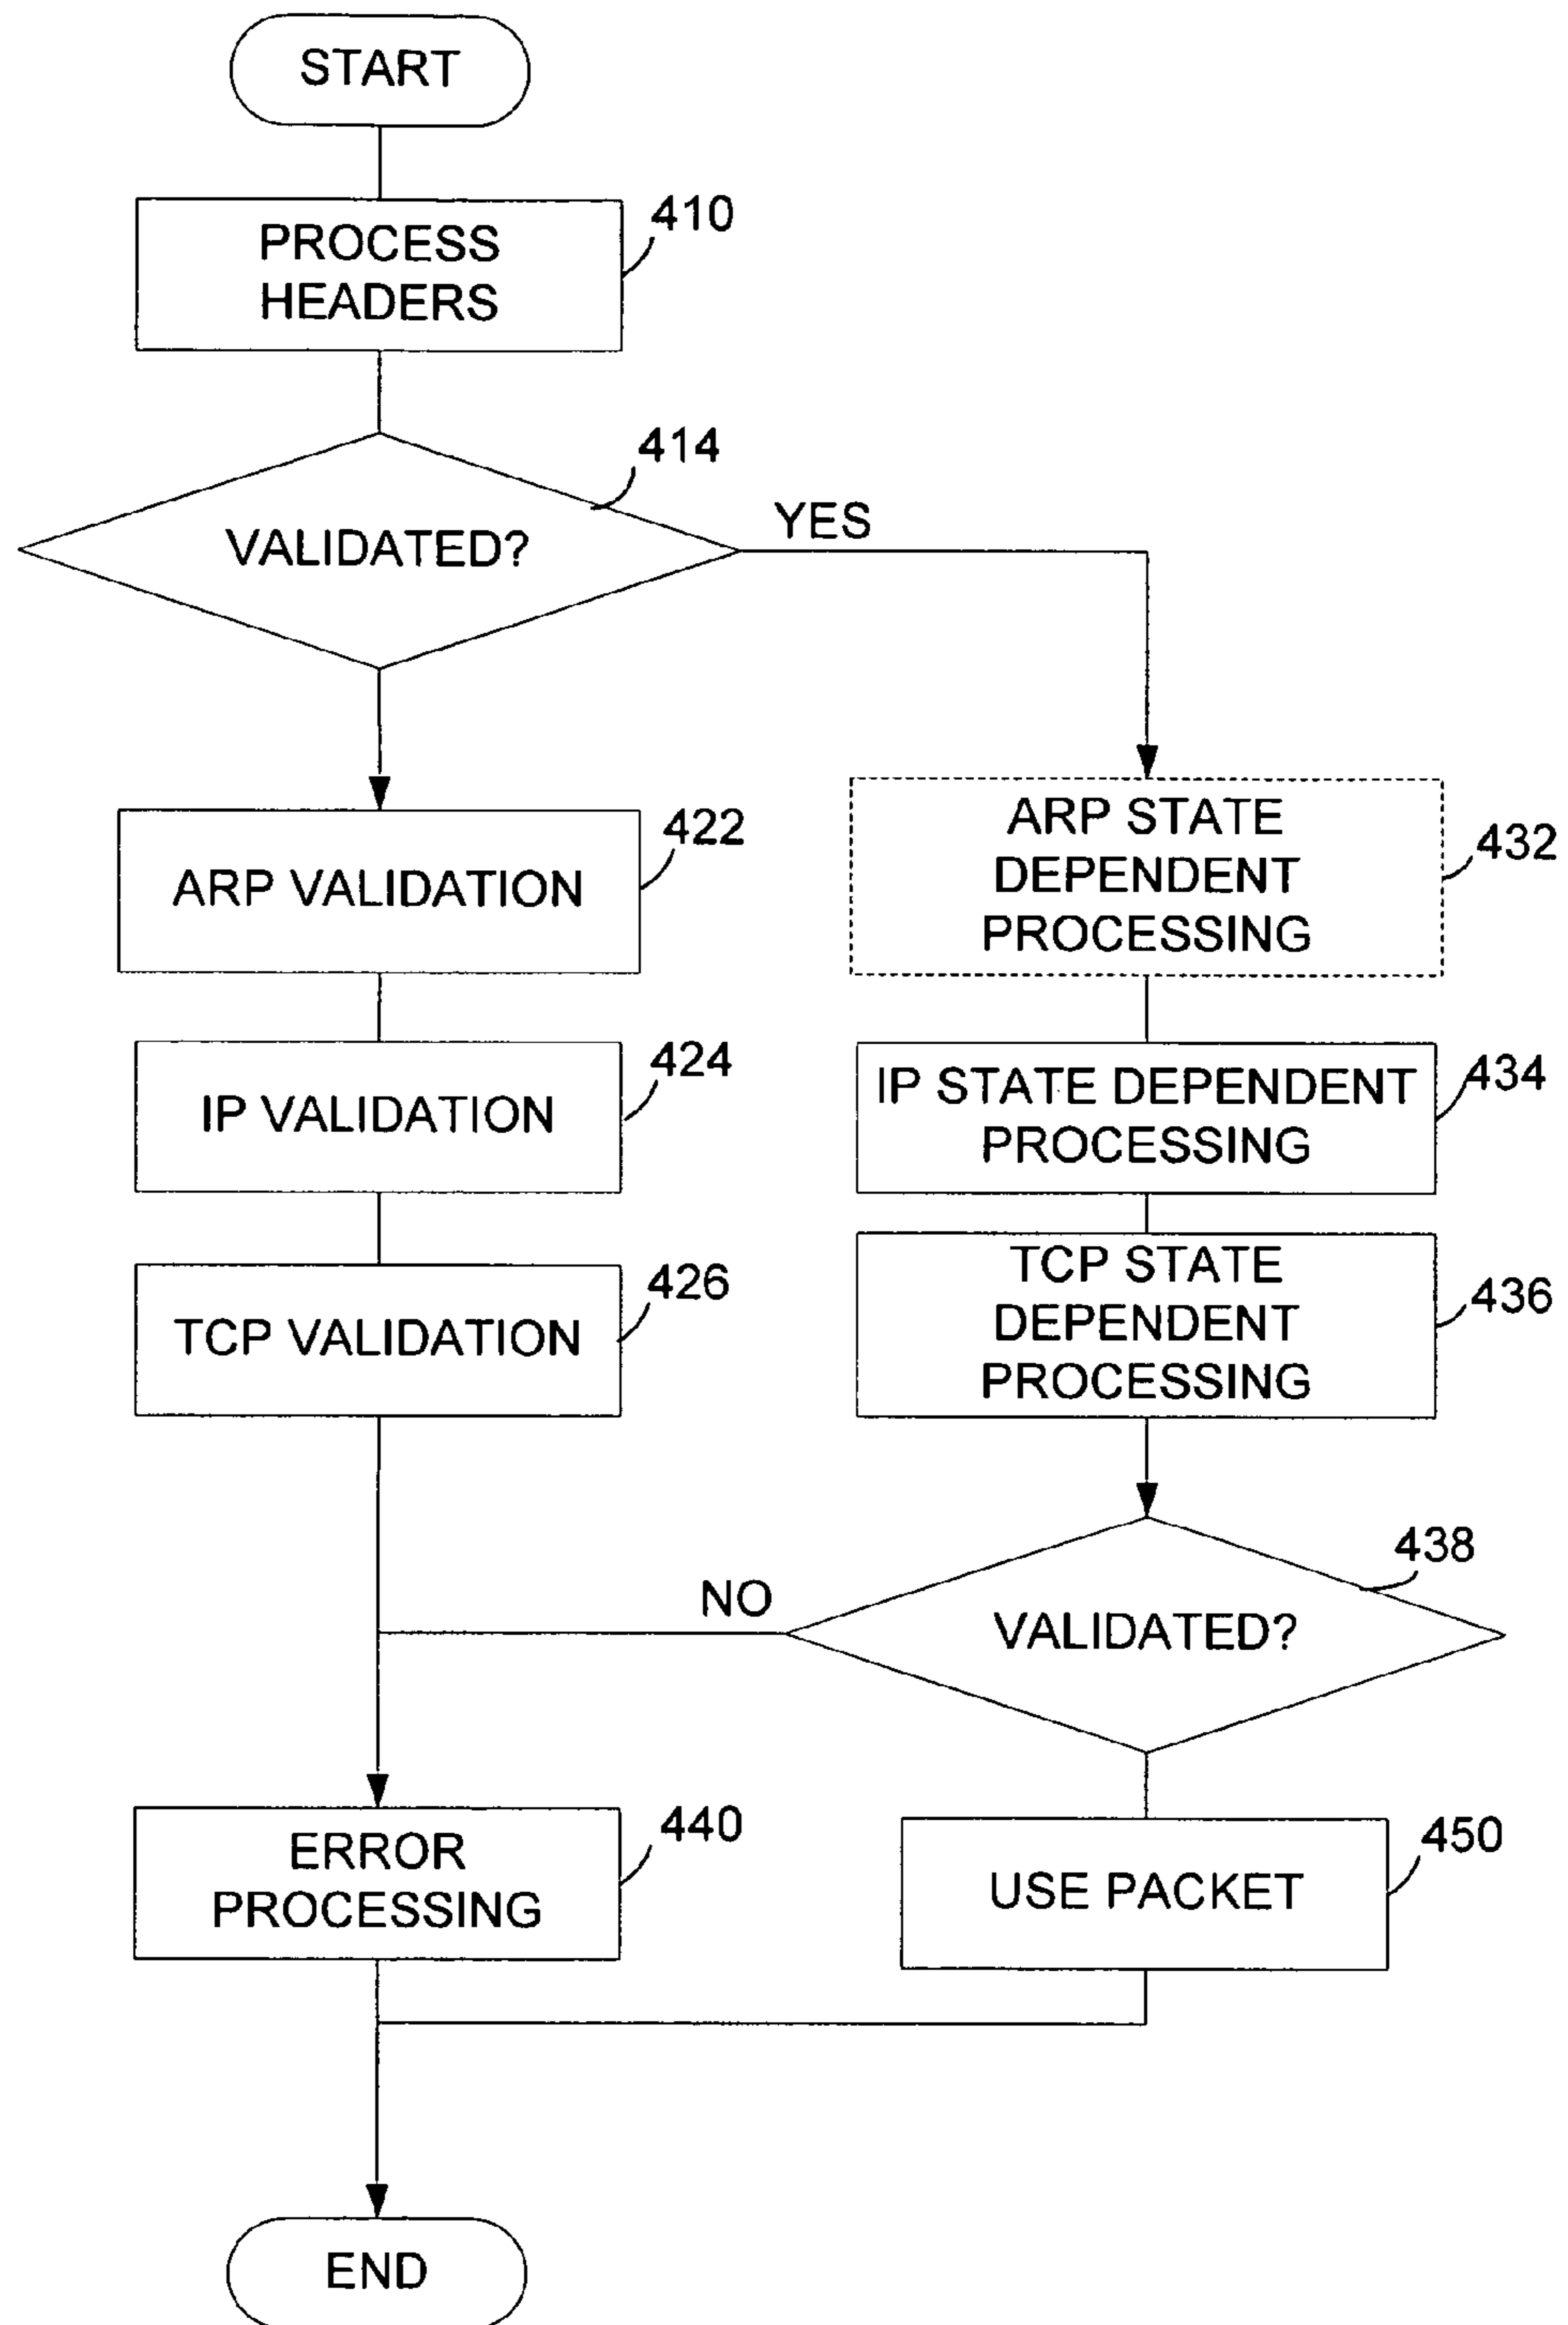 START
PROCESS
HEADERS
410
414
VALIDATED?
YES
ARP VALIDATION
422
ARP STATE
DEPENDENT
PROCESSING
432
IP VALIDATION
424
IP STATE DEPENDENT
PROCESSING
434
TCP VALIDATION
426
TCP STATE
DEPENDENT
PROCESSING
436
438
NO
VALIDATED?
ERROR
PROCESSING
440
USE PACKET
450
END